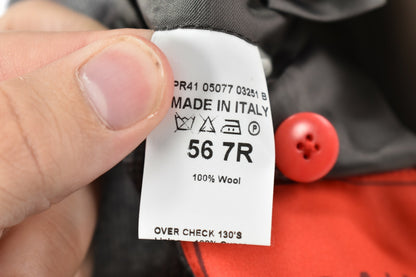 PR41 05077 03251 B
MADE IN ITALY
P
56 7R
100% Wool
OVER CHECK 130'S